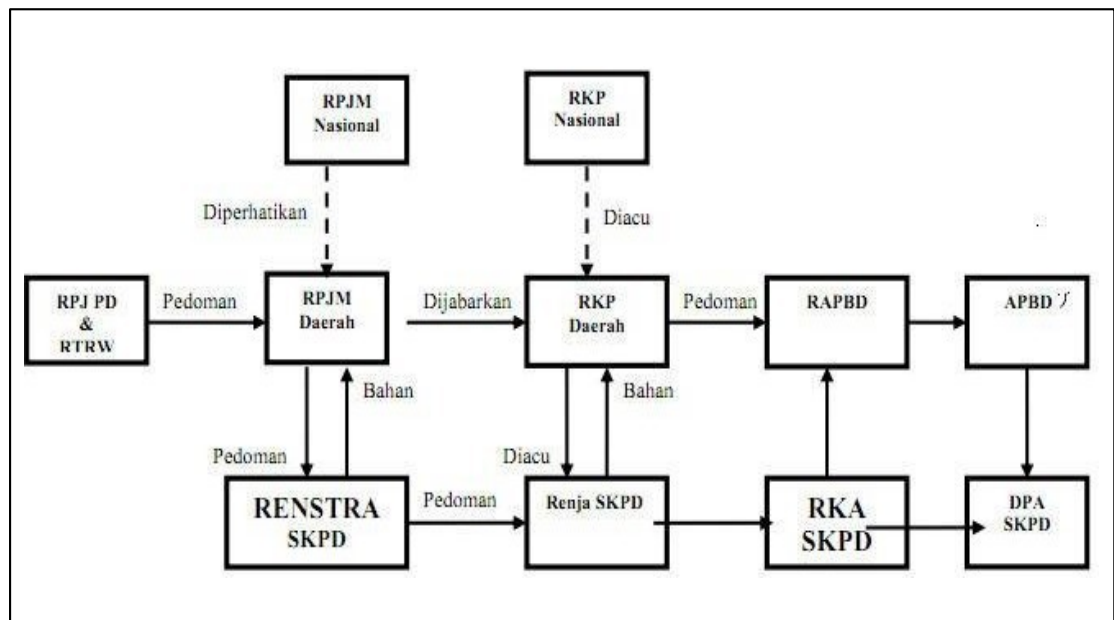 RPJM
Nasional
RKP
Nasional
Diperhatikan
Diacu
RPJ PD
&
RTRW
Pedoman
RPJM
Daerah
Dijabarkan
RKP
Daerah
Pedoman
RAPBD
APBD
Bahan
Bahan
Pedoman
Diacu
RENSTRA
SKPD
Pedoman
Renja SKPD
RKA
SKPD
DPA
SKPD